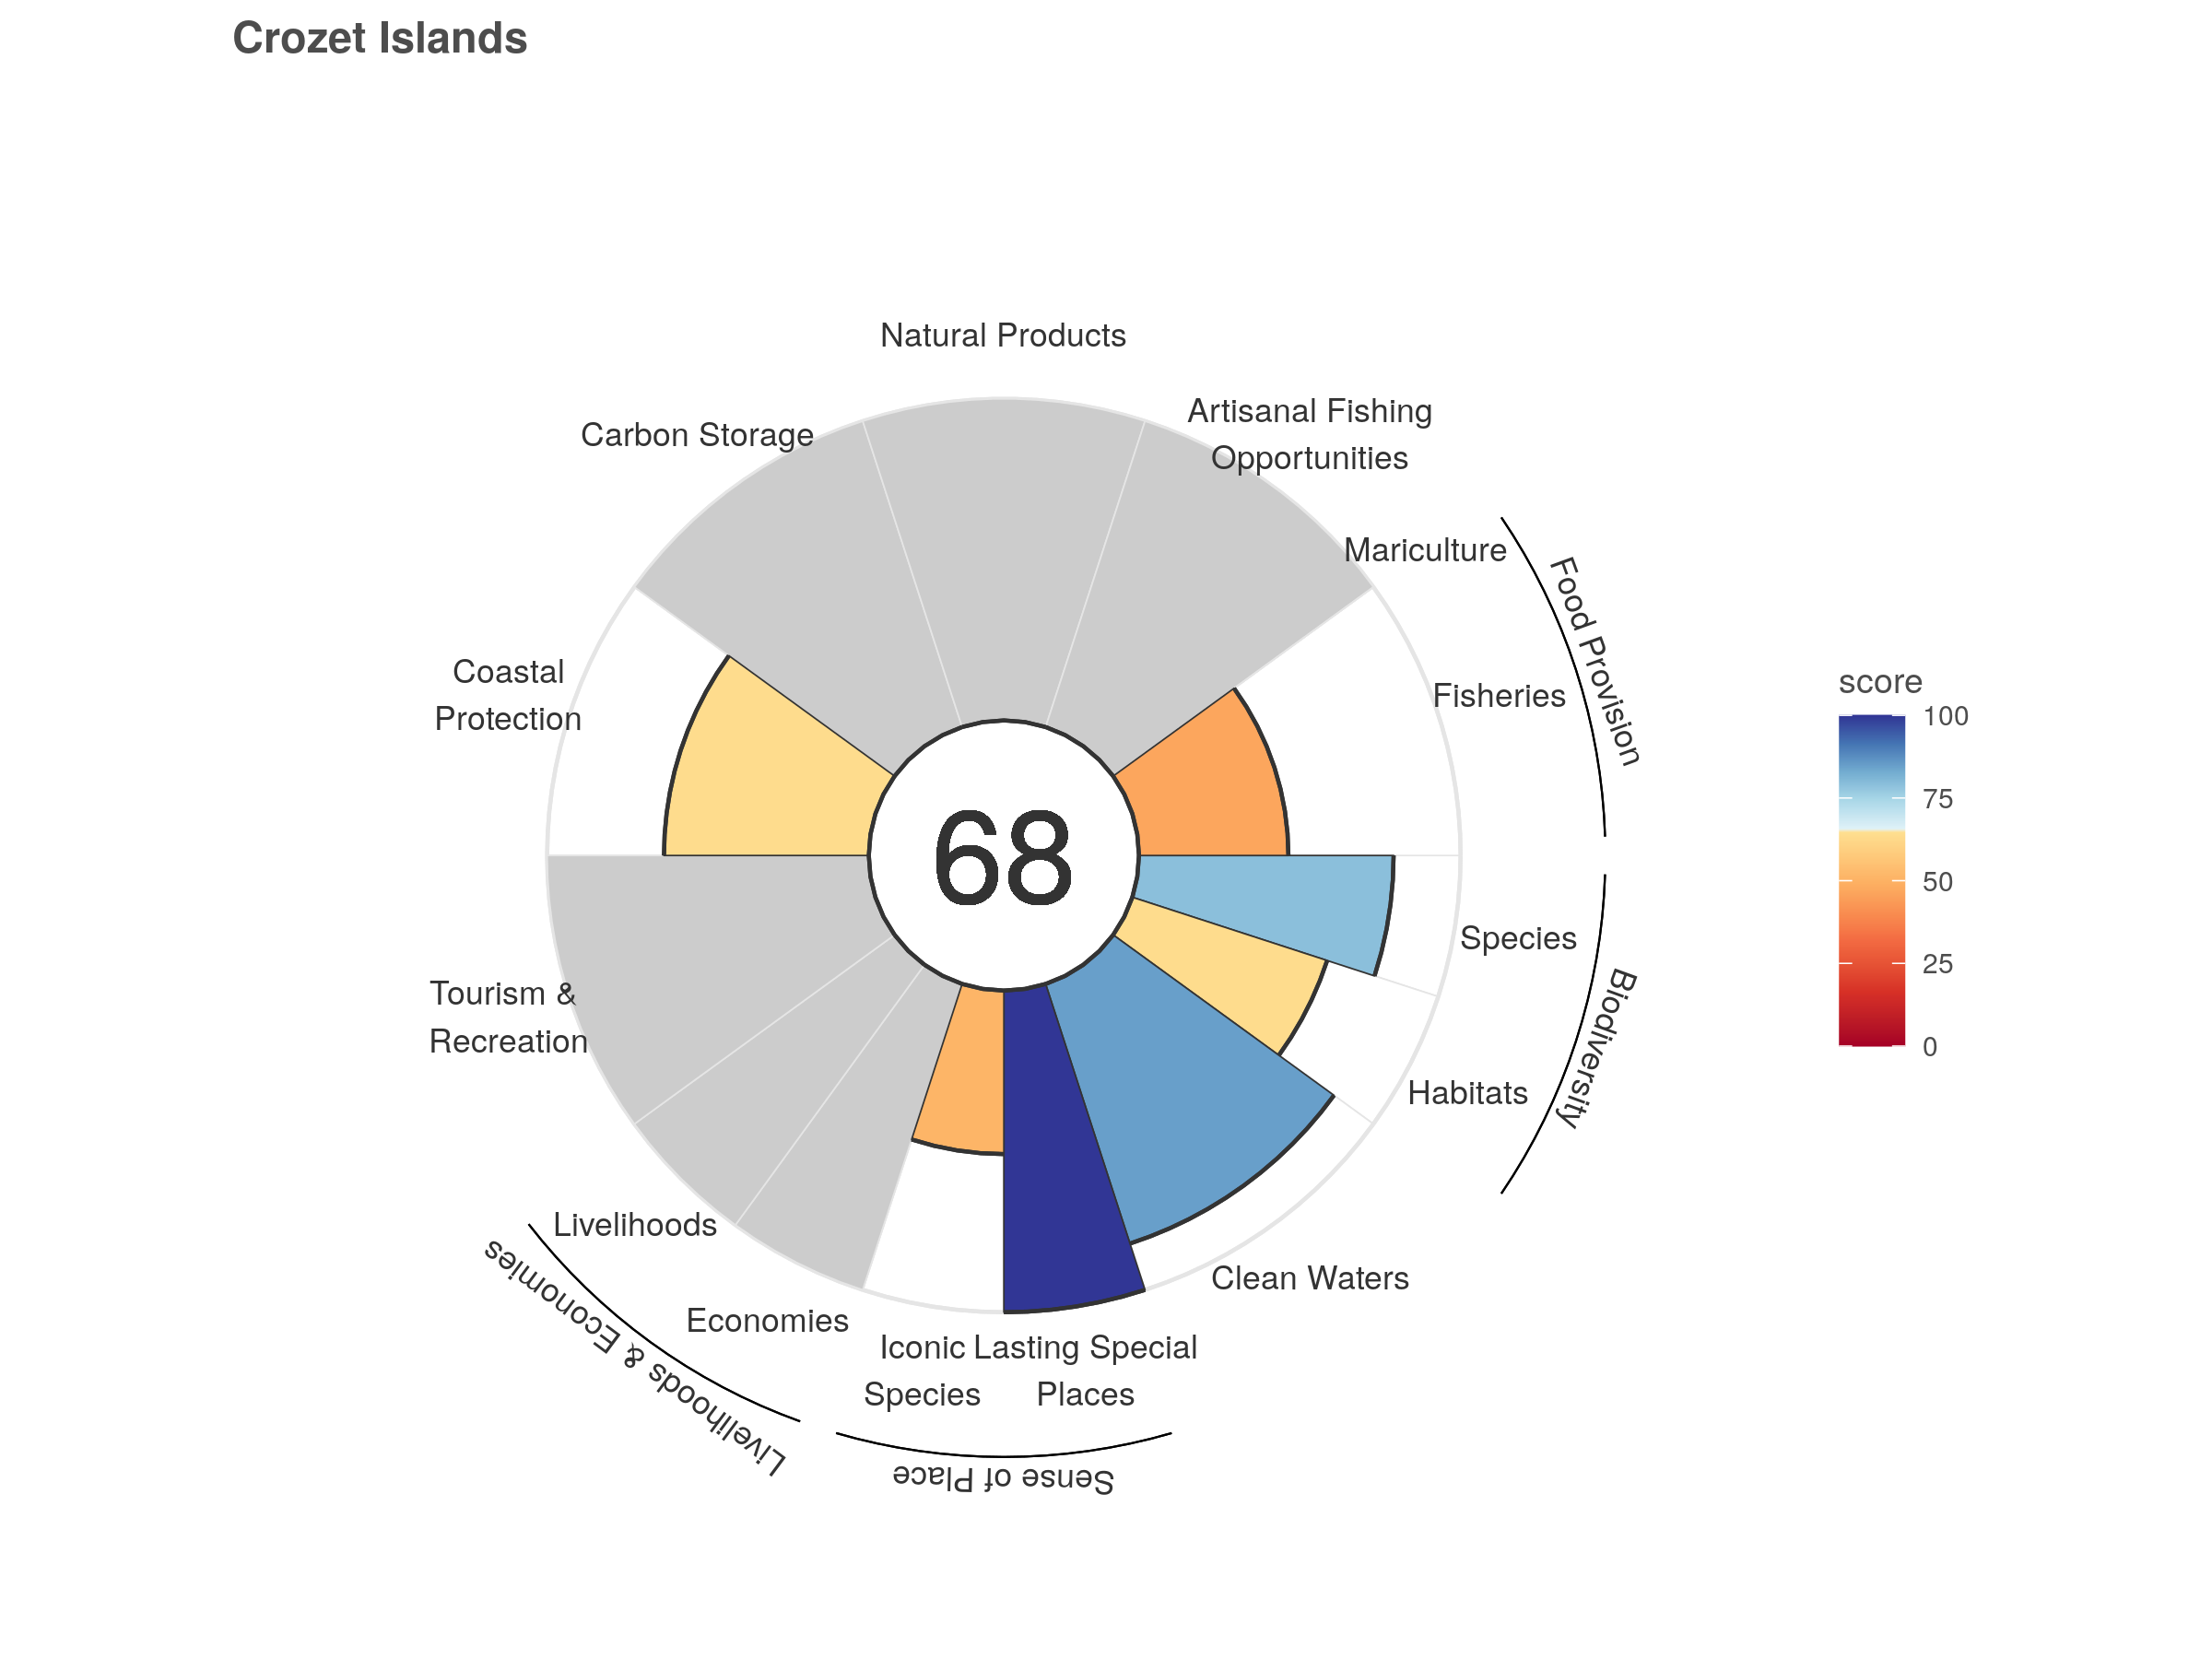 Crozet Islands
Natural Products
Artisanal Fishing
Opportunities
Carbon Storage
Mariculture
Food Provision
Coastal
Protection
Fisheries
score
100
75
50
25
0
68
Species
Biodiversity
Tourism &
Recreation
Habitats
Livelihoods
Clean Waters
Economies
Livelihoods & Economies
Iconic
Species
Lasting Special
Places
Sense of Place